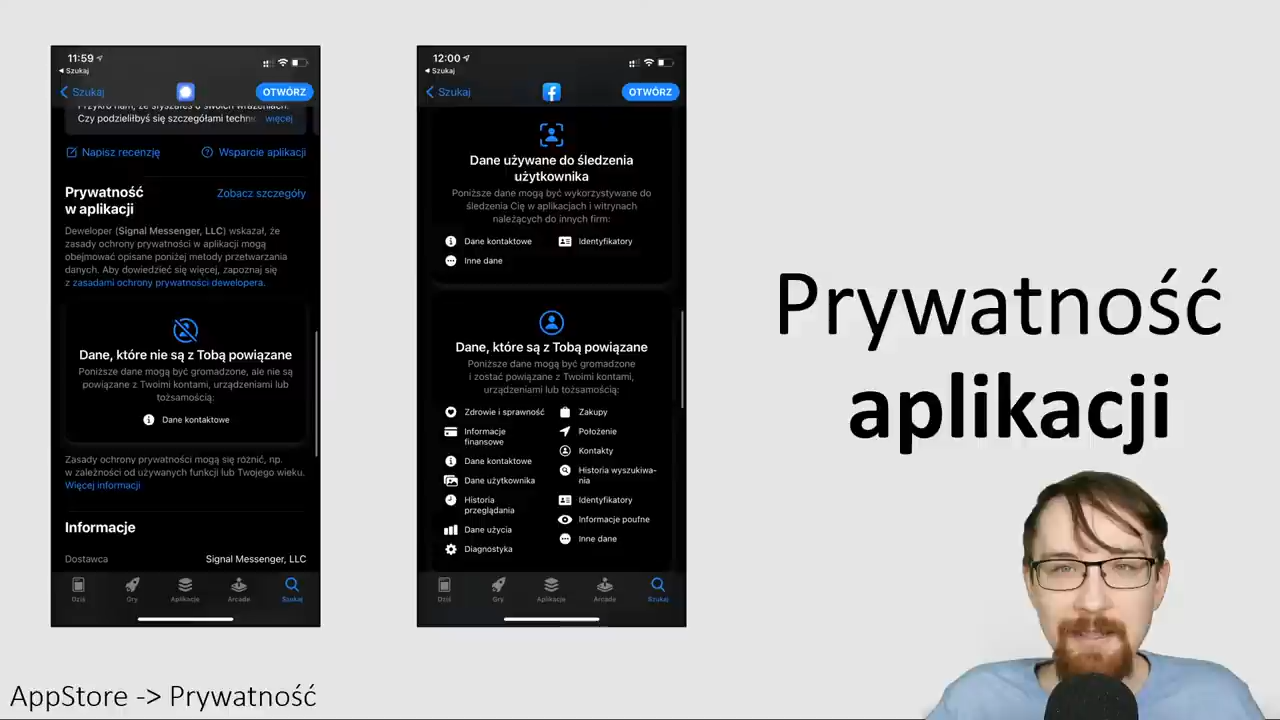 11:59
Szukaj
Szukaj
OTWÓRZ
Czy podzieliłbyś się szczegółami techn
więcej
Napisz recenzję
Wsparcie aplikacji
Prywatność
w aplikacji
Zobacz szczegóły
Deweloper (Signal Messenger, LLC) wskazał, że
zasady ochrony prywatności w aplikacji mogą
obejmować opisane poniżej metody przetwarzania
danych. Aby dowiedzieć się więcej, zapoznaj się
z zasadami ochrony prywatności dewelopera.
Dane, które nie są z Tobą powiązane
Poniższe dane mogą być gromadzone, ale nie są
powiązane z Twoimi kontami, urządzeniami lub
tożsamością:
Dane kontaktowe
Zasady ochrony prywatności mogą się różnić, np.
w zależności od używanych funkcji lub Twojego wieku.
Więcej informacji
Informacje
Dostawca
Signal Messenger, LLC
Dziś
Gry
Aplikacje
Arcade
Szukaj
12:00
Szukaj
Szukaj
OTWÓRZ
Dane używane do śledzenia
użytkownika
Poniższe dane mogą być wykorzystywane do
śledzenia Cię w aplikacjach i witrynach
należących do innych firm:
Dane kontaktowe
Identyfikatory
Inne dane
Dane, które są z Tobą powiązane
Poniższe dane mogą być gromadzone
i zostać powiązane z Twoimi kontami,
urządzeniami lub tożsamością:
Zdrowie i sprawność
Zakupy
Informacje
finansowe
Położenie
Kontakty
Dane kontaktowe
Historia wyszukiwa-
nia
Dane użytkownika
Historia
przeglądania
Identyfikatory
Informacje poufne
Dane użycia
Inne dane
Diagnostyka
Dziś
Gry
Aplikacje
Arcade
Szukaj
Prywatność
aplikacji
AppStore -> Prywatność